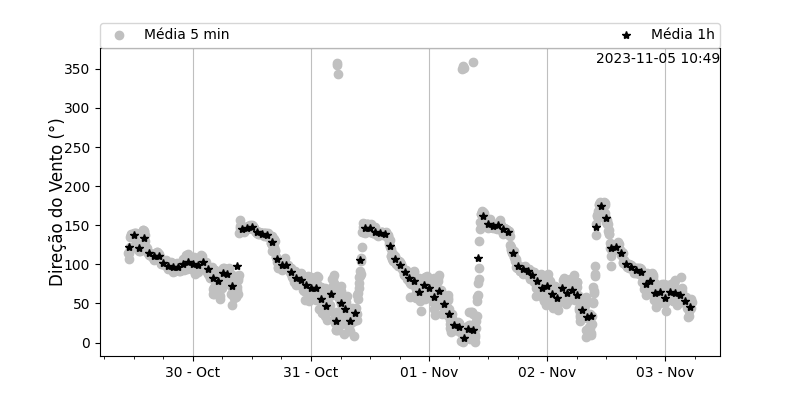 Média 5 min
Média 1h
2023-11-05 10:49
Direção do Vento (°)
350
300
250
200
150
100
50
0
30 - Oct
31 - Oct
01 - Nov
02 - Nov
03 - Nov